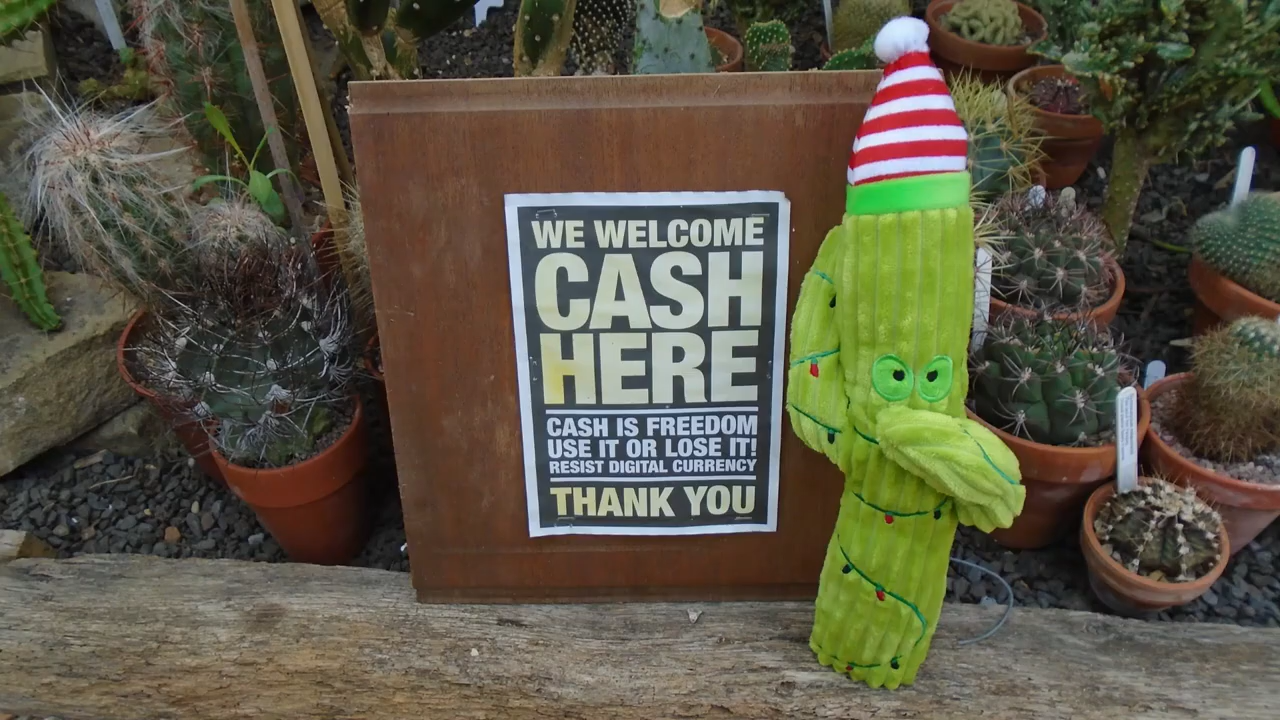 WE WELCOME
CASH
HERE
CASH IS FREEDOM
USE IT OR LOSE IT!
RESIST DIGITAL CURRENCY
THANK YOU